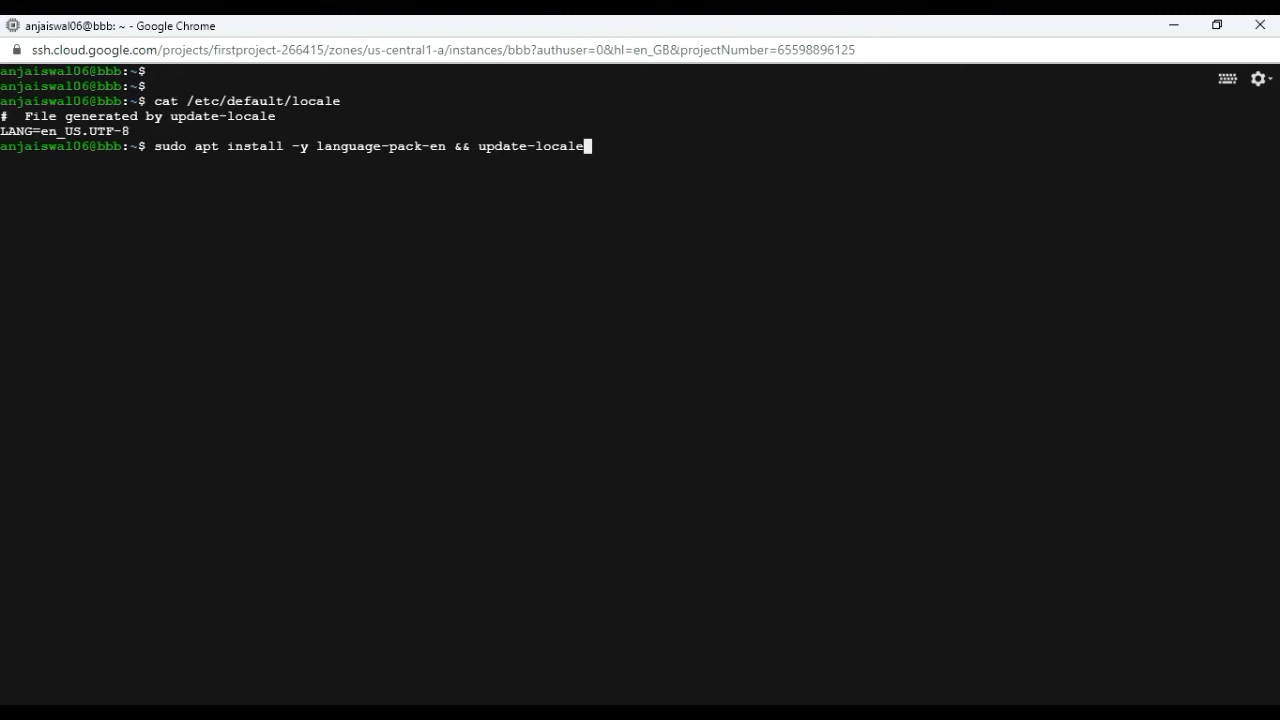 anjaiswal06@bbb: ~ - Google Chrome
ssh.cloud.google.com/projects/firstproject-266415/zones/us-central1-a/instances/bbb?authuser=0&hl=en_GB&projectNumber=65598896125
anjaiswal06@bbb:~$
anjaiswal06@bbb:~$
anjaiswal06@bbb:~$ cat /etc/default/locale
#  File generated by update-locale
LANG=en_US.UTF-8
anjaiswal06@bbb:~$ sudo apt install -y language-pack-en && update-locale